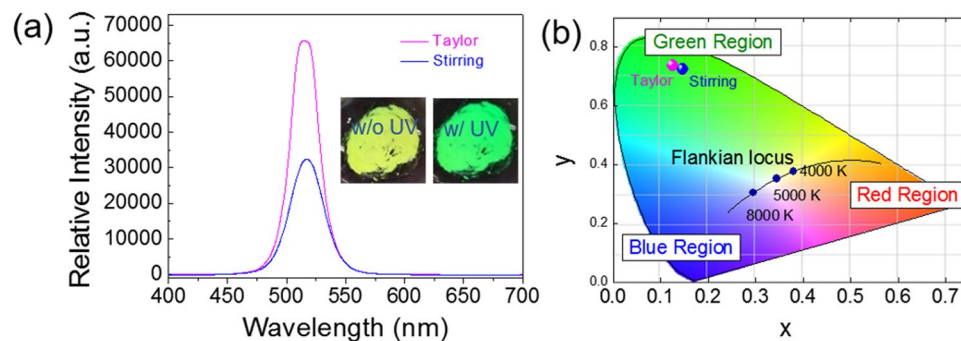 (a)
Relative Intensity (a.u.)
70000
60000
50000
40000
30000
20000
10000
0
Taylor
Stirring
w/o UV
w/ UV
400
450
500
550
600
650
700
Wavelength (nm)
(b)
y
0.8
0.6
0.4
0.2
0.0
Green Region
Taylor
Stirring
Flankian locus
4000 K
5000 K
8000 K
Red Region
Blue Region
0.0
0.1
0.2
0.3
0.4
0.5
0.6
0.7
x